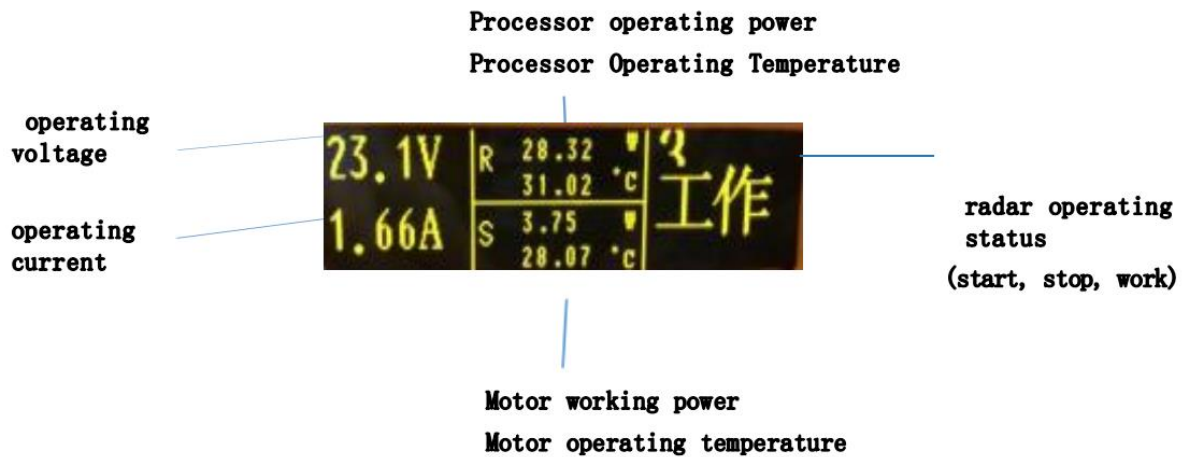 Processor operating power
Processor Operating Temperature
operating
voltage
operating
current
23.1V
1.66A
R 28.32 W
31.02 °C
S 3.75 W
28.07 °C
工作
radar operating
status
(start, stop, work)
Motor working power
Motor operating temperature